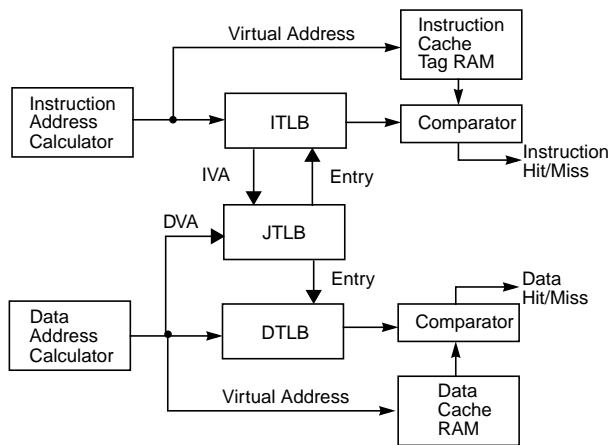 Virtual Address
Instruction
Cache
Tag RAM
Instruction
Address
Calculator
ITLB
Comparator
Instruction
Hit/Miss
IVA
Entry
DVA
JTLB
Entry
Data
Hit/Miss
Data
Address
Calculator
DTLB
Comparator
Virtual Address
Data
Cache
RAM